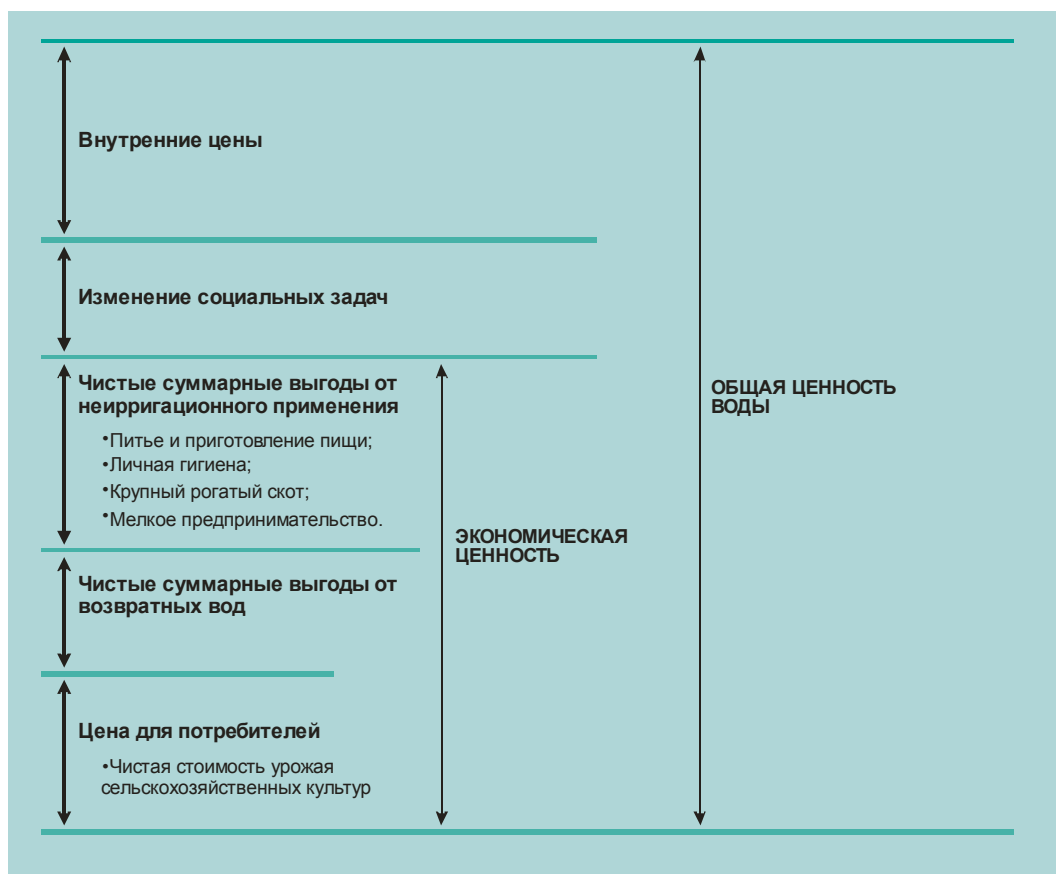 Внутренние цены
Изменение социальных задач
Чистые суммарные выгоды от
неирригационного применения
•Питье и приготовление пищи;
•Личная гигиена;
•Крупный рогатый скот;
•Мелкое предпринимательство.
ОБЩАЯ ЦЕННОСТЬ
ВОДЫ
ЭКОНОМИЧЕСКАЯ
ЦЕННОСТЬ
Чистые суммарные выгоды от
возвратных вод
Цена для потребителей
•Чистая стоимость урожая
сельскохозяйственных культур